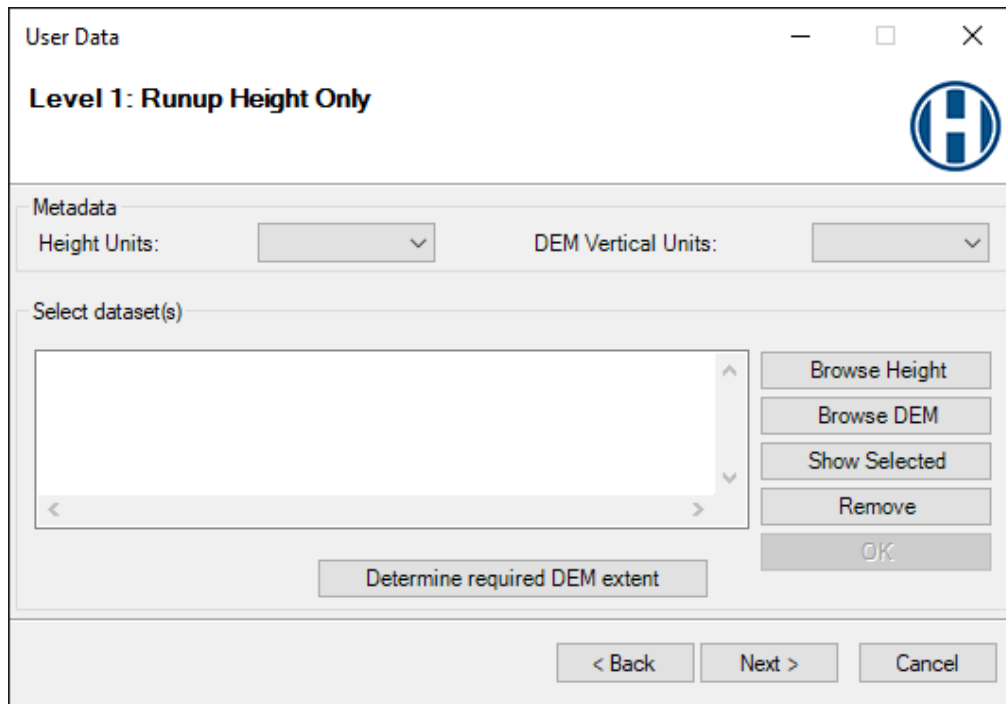 User Data
Level 1: Runup Height Only
Metadata
Height Units: DEM Vertical Units:
Select dataset(s)
Browse Height
Browse DEM
Show Selected
Remove
OK
Determine required DEM extent
< Back Next > Cancel